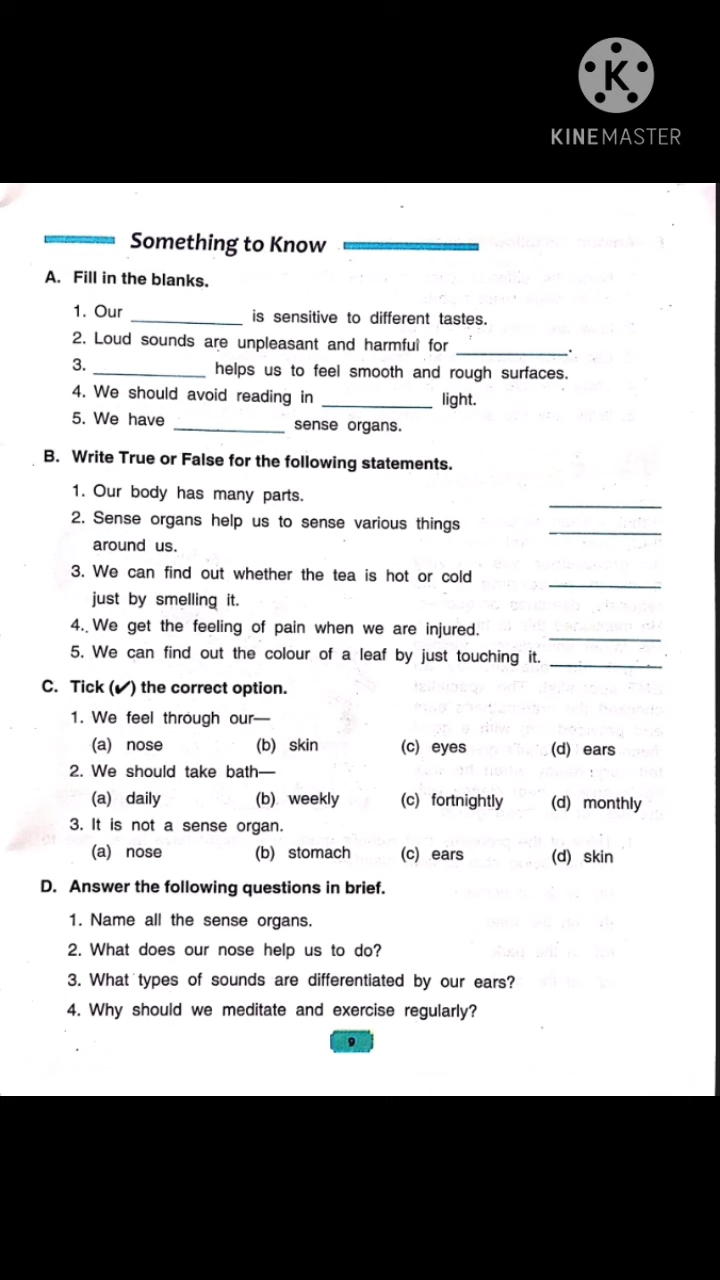 K
KINEMASTER
Something to Know
A. Fill in the blanks.
1. Our ____________ is sensitive to different tastes.
2. Loud sounds are unpleasant and harmful for ____________.
3. ____________ helps us to feel smooth and rough surfaces.
4. We should avoid reading in ____________ light.
5. We have ____________ sense organs.
B. Write True or False for the following statements.
1. Our body has many parts. ____________
2. Sense organs help us to sense various things ____________
around us.
3. We can find out whether the tea is hot or cold ____________
just by smelling it.
4. We get the feeling of pain when we are injured. ____________
5. We can find out the colour of a leaf by just touching it. ____________
C. Tick (✔) the correct option.
1. We feel through our—
(a) nose (b) skin (c) eyes (d) ears
2. We should take bath—
(a) daily (b) weekly (c) fortnightly (d) monthly
3. It is not a sense organ.
(a) nose (b) stomach (c) ears (d) skin
D. Answer the following questions in brief.
1. Name all the sense organs.
2. What does our nose help us to do?
3. What types of sounds are differentiated by our ears?
4. Why should we meditate and exercise regularly?
9